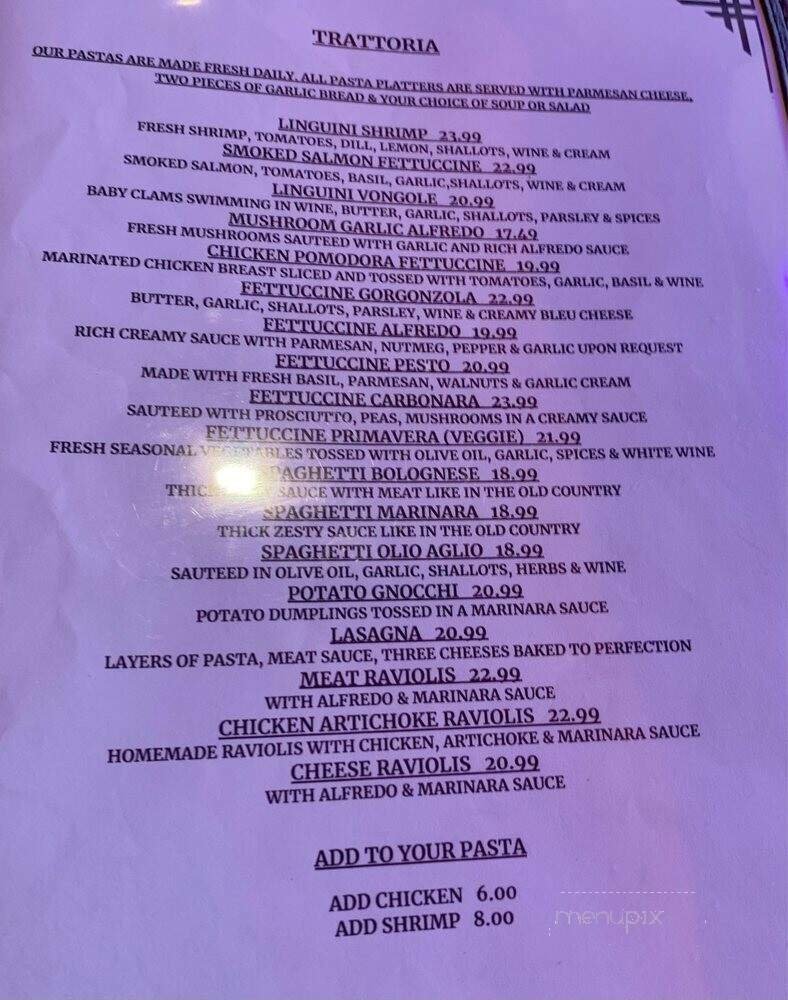 TRATTORIA
OUR PASTAS ARE MADE FRESH DAILY. ALL PASTA PLATTERS ARE SERVED WITH PARMESAN CHEESE,
TWO PIECES OF GARLIC BREAD & YOUR CHOICE OF SOUP OR SALAD
LINGUINI SHRIMP 23.99
FRESH SHRIMP, TOMATOES, DILL, LEMON, SHALLOTS, WINE & CREAM
SMOKED SALMON FETTUCCINE 22.99
SMOKED SALMON, TOMATOES, BASIL, GARLIC,SHALLOTS, WINE & CREAM
LINGUINI VONGOLE 20.99
BABY CLAMS SWIMMING IN WINE, BUTTER, GARLIC, SHALLOTS, PARSLEY & SPICES
MUSHROOM GARLIC ALFREDO 17.49
FRESH MUSHROOMS SAUTEED WITH GARLIC AND RICH ALFREDO SAUCE
CHICKEN POMODORA FETTUCCINE 19.99
MARINATED CHICKEN BREAST SLICED AND TOSSED WITH TOMATOES, GARLIC, BASIL & WINE
FETTUCCINE GORGONZOLA 22.99
BUTTER, GARLIC, SHALLOTS, PARSLEY, WINE & CREAMY BLEU CHEESE
FETTUCCINE ALFREDO 19.99
RICH CREAMY SAUCE WITH PARMESAN, NUTMEG, PEPPER & GARLIC UPON REQUEST
FETTUCCINE PESTO 20.99
MADE WITH FRESH BASIL, PARMESAN, WALNUTS & GARLIC CREAM
FETTUCCINE CARBONARA 23.99
SAUTEED WITH PROSCIUTTO, PEAS, MUSHROOMS IN A CREAMY SAUCE
FETTUCCINE PRIMAVERA (VEGGIE) 21.99
FRESH SEASONAL VEGETABLES TOSSED WITH OLIVE OIL, GARLIC, SPICES & WHITE WINE
SPAGHETTI BOLOGNESE 18.99
THICK SAUCE WITH MEAT LIKE IN THE OLD COUNTRY
SPAGHETTI MARINARA 18.99
THICK ZESTY SAUCE LIKE IN THE OLD COUNTRY
SPAGHETTI OLIO AGLIO 18.99
SAUTEED IN OLIVE OIL, GARLIC, SHALLOTS, HERBS & WINE
POTATO GNOCCHI 20.99
POTATO DUMPLINGS TOSSED IN A MARINARA SAUCE
LASAGNA 20.99
LAYERS OF PASTA, MEAT SAUCE, THREE CHEESES BAKED TO PERFECTION
MEAT RAVIOLIS 22.99
WITH ALFREDO & MARINARA SAUCE
CHICKEN ARTICHOKE RAVIOLIS 22.99
HOMEMADE RAVIOLIS WITH CHICKEN, ARTICHOKE & MARINARA SAUCE
CHEESE RAVIOLIS 20.99
WITH ALFREDO & MARINARA SAUCE
ADD TO YOUR PASTA
ADD CHICKEN 6.00
ADD SHRIMP 8.00
menupix